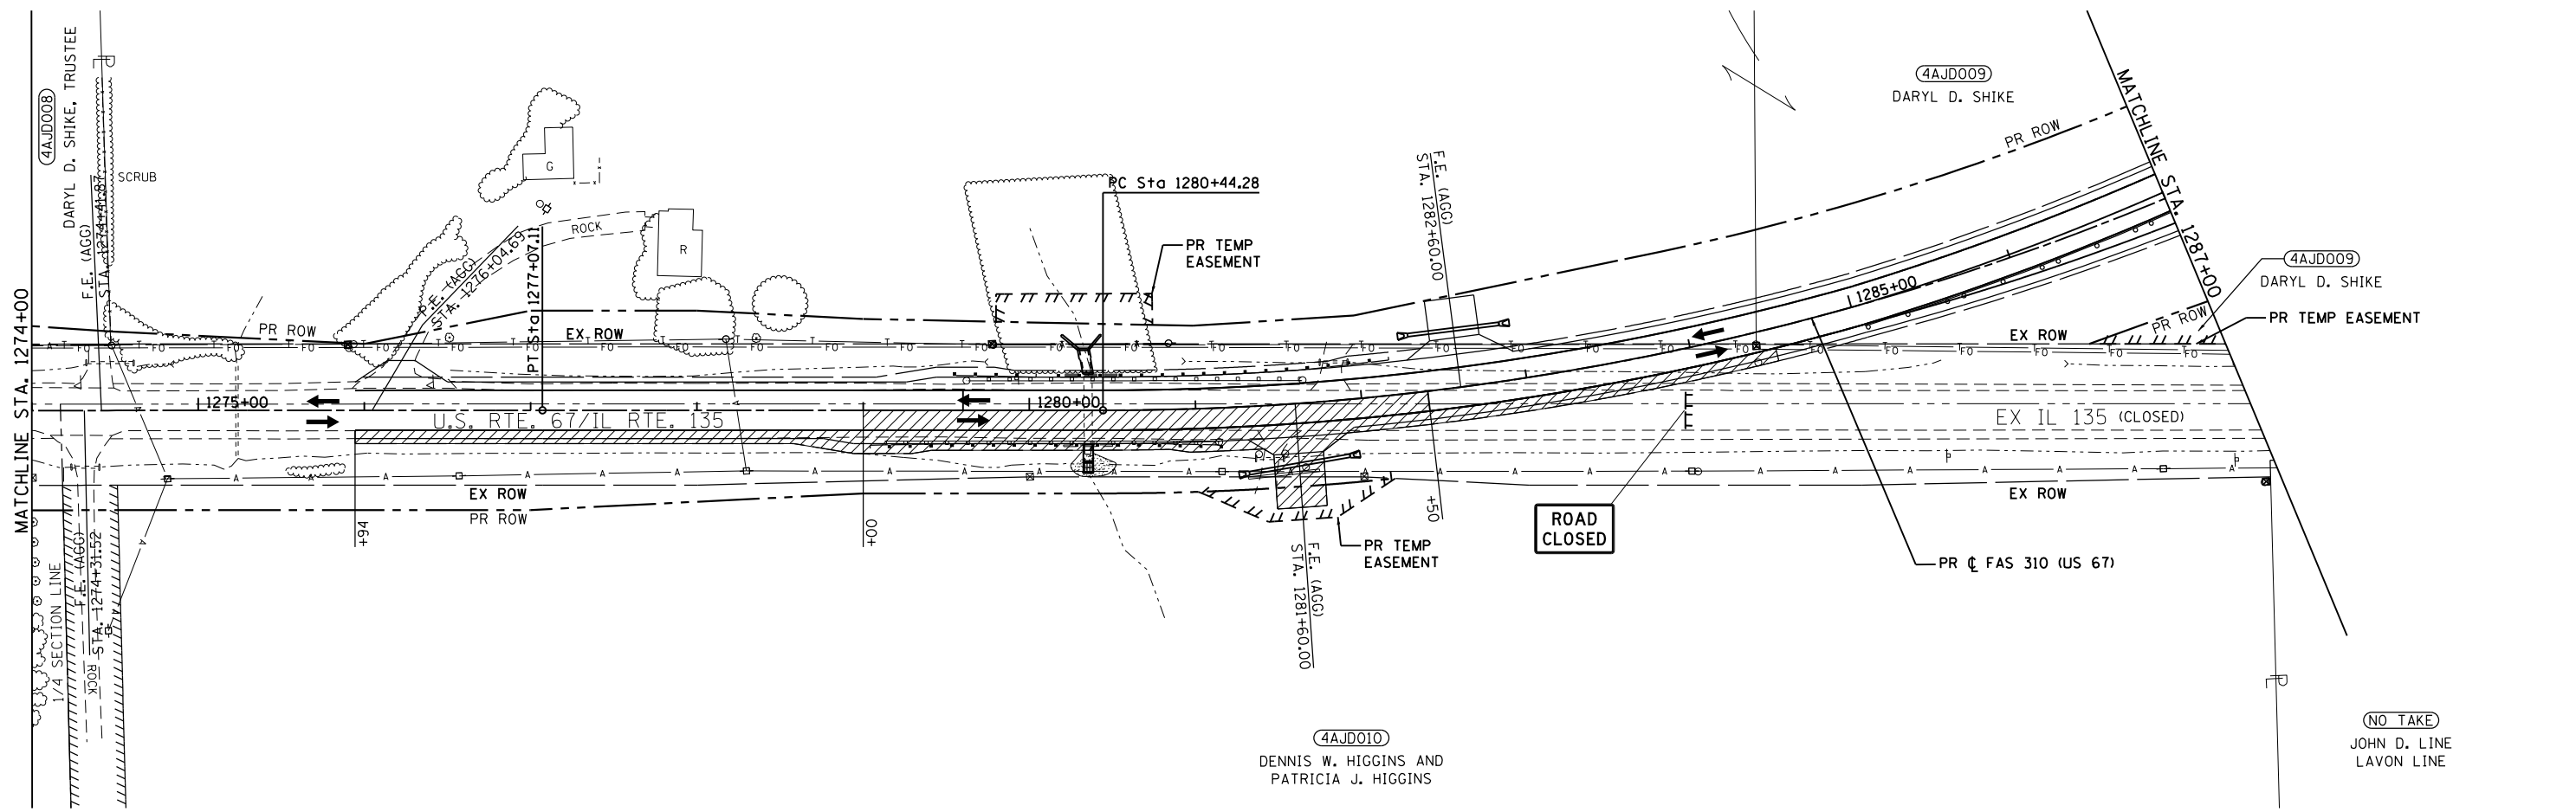 MATCHLINE STA. 1274+00
4AJD008
DARYL D. SHIKE, TRUSTEE
F.E. (AGG)
STA. 1274+41.87
SCRUB
G
ROCK
R
F.E. (AGG)
STA. 1276+04.69
PT Sta 1277+07.11
PC Sta 1280+44.28
PR TEMP
EASEMENT
F.E. (AGG)
STA. 1282+60.00
4AJD009
DARYL D. SHIKE
PR ROW
MATCHLINE STA. 1287+00
4AJD009
DARYL D. SHIKE
PR TEMP EASEMENT
PR ROW
PR ROW
EX ROW
EX ROW
1285+00
1275+00
U.S. RTE. 67/IL RTE. 135
1280+00
EX IL 135 (CLOSED)
EX ROW
PR ROW
EX ROW
+94
+00
+50
ROAD
CLOSED
PR TEMP
EASEMENT
F.E. (AGG)
STA. 1281+60.00
PR ℄ FAS 310 (US 67)
1/4 SECTION LINE
F.E. (AGG)
STA. 1274+31.52
ROCK
4AJD010
DENNIS W. HIGGINS AND
PATRICIA J. HIGGINS
NO TAKE
JOHN D. LINE
LAVON LINE